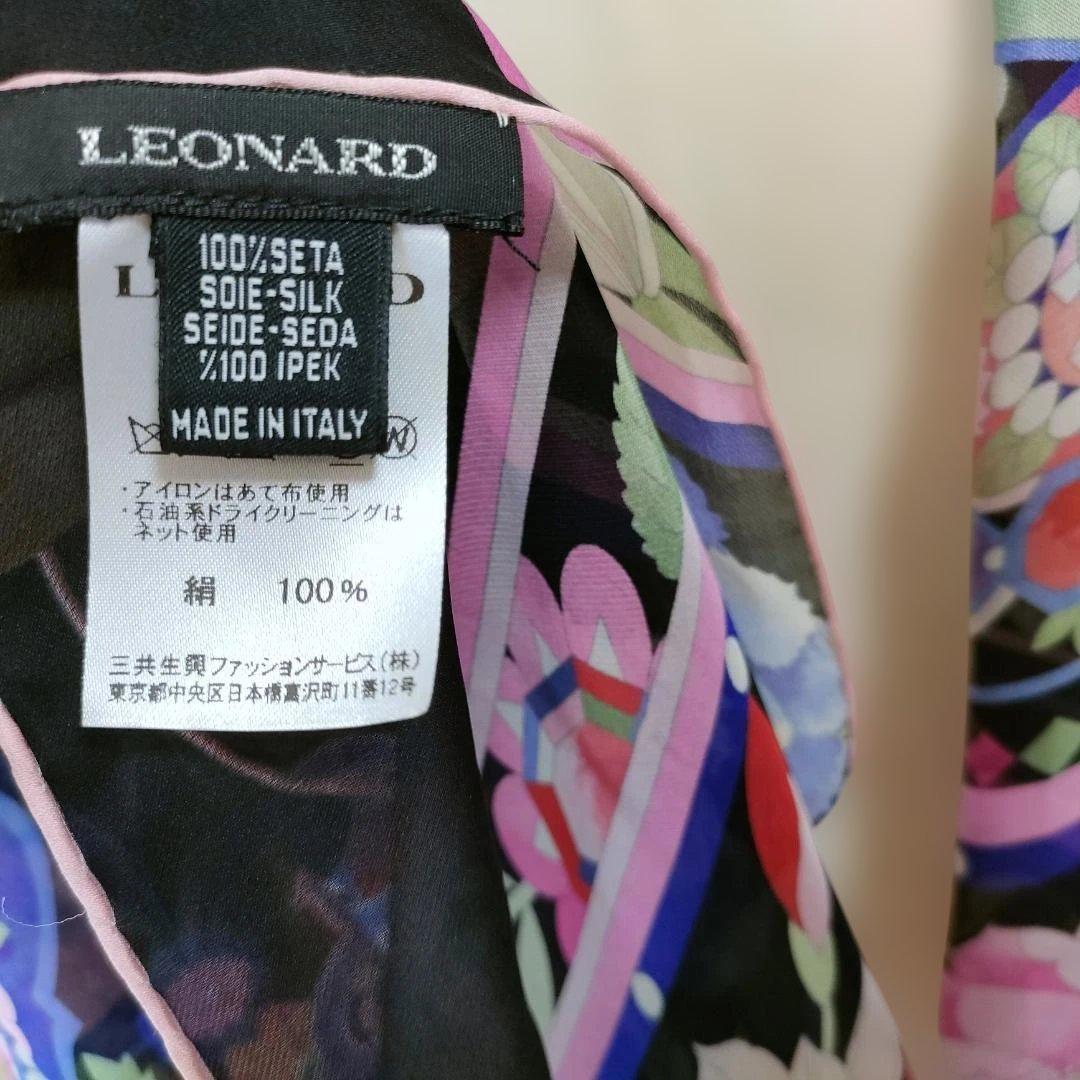 LEONARD
100%SETA
SOIE-SILK
SEIDE-SEDA
%100 IPEK
MADE IN ITALY
L D
W
・アイロンはあて布使用
・石油系ドライクリーニングは
ネット使用
絹 100%
三共生興ファッションサービス(株)
東京都中央区日本橋富沢町11番12号